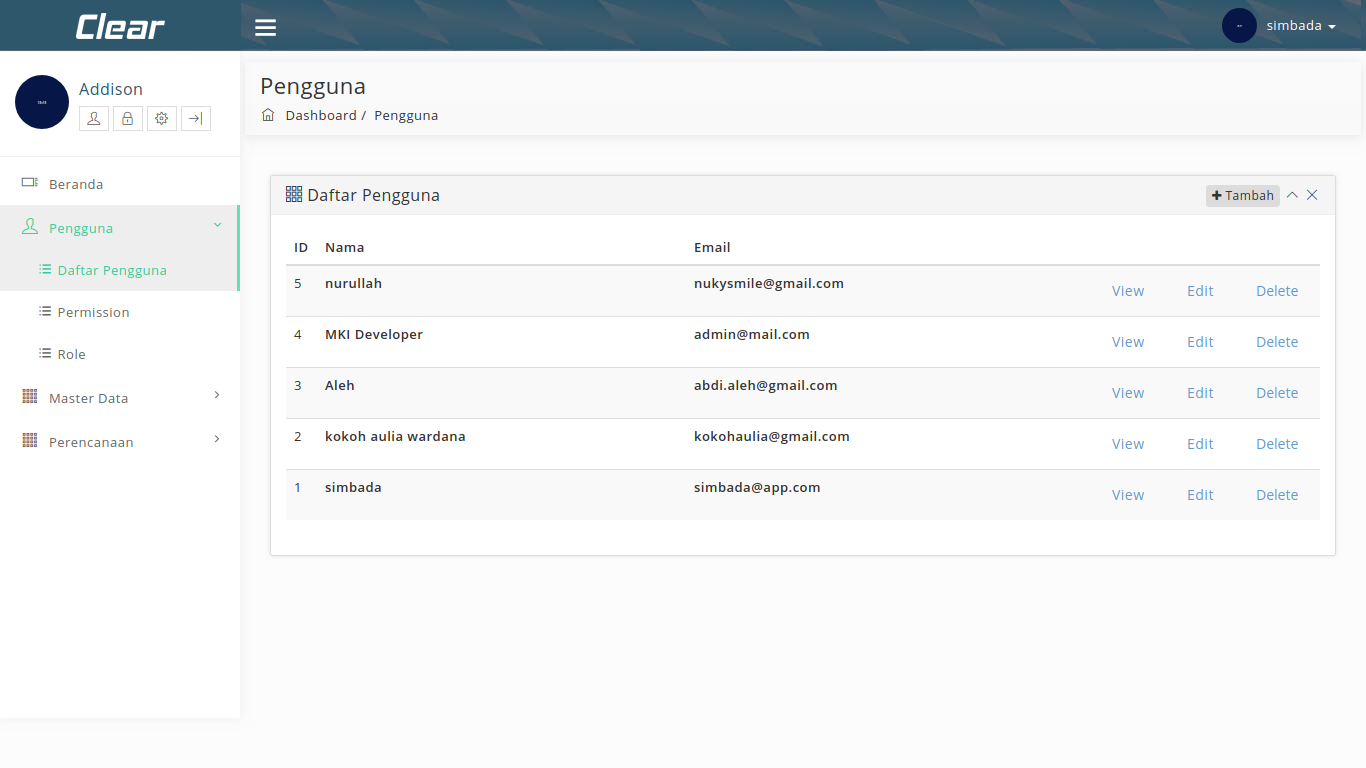 Clear
simbada
Addison
Beranda
Pengguna
Daftar Pengguna
Permission
Role
Master Data
Perencanaan
Pengguna
Dashboard / Pengguna
Daftar Pengguna
Tambah
ID Nama Email
5 nurullah nukysmile@gmail.com View Edit Delete
4 MKI Developer admin@mail.com View Edit Delete
3 Aleh abdi.aleh@gmail.com View Edit Delete
2 kokoh aulia wardana kokohaulia@gmail.com View Edit Delete
1 simbada simbada@app.com View Edit Delete